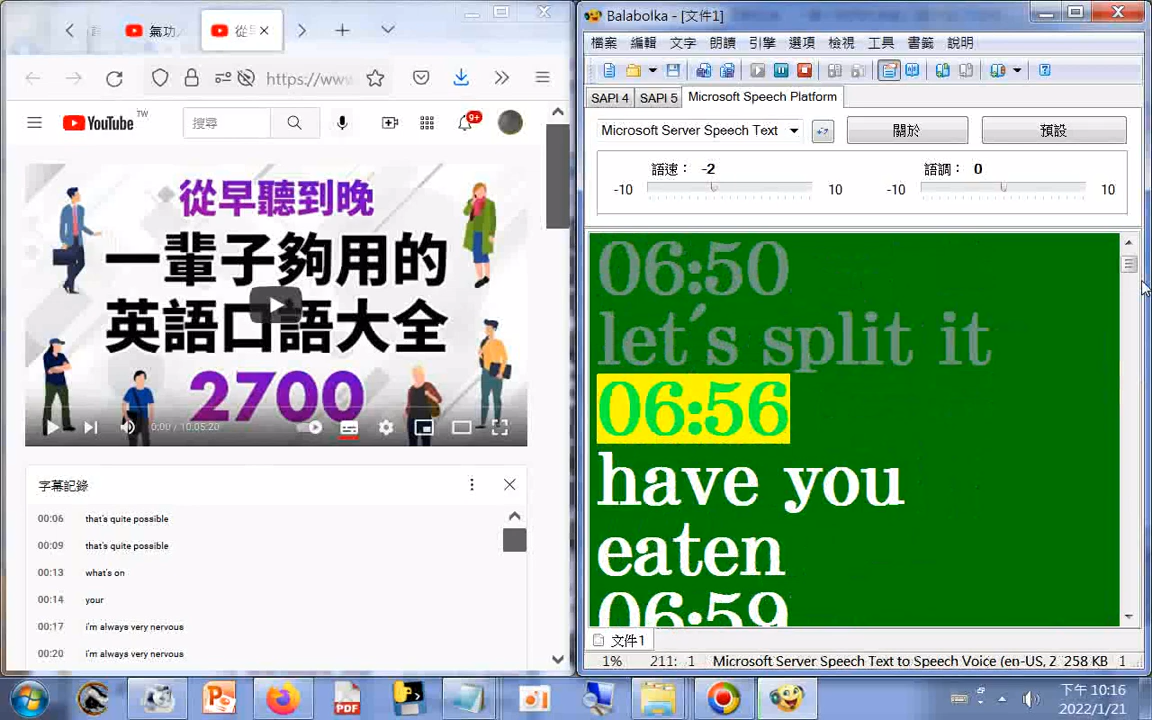 氣功
從
https://www
YouTube TW
搜尋
9+
從早聽到晚
一輩子夠用的
英語口語大全
2700
0:00 / 10:05:20
字幕記錄
00:06 that's quite possible
00:09 that's quite possible
00:13 what's on
00:14 your
00:17 i'm always very nervous
00:20 i'm always very nervous
Balabolka - [文件1]
檔案 編輯 文字 朗讀 引擎 選項 檢視 工具 書籤 說明
SAPI 4 SAPI 5 Microsoft Speech Platform
Microsoft Server Speech Text 關於 預設
語速： -2 語調： 0
-10 10 -10 10
06:50
let´s split it
06:56
have you
eaten
06:59
文件1
1% 211: 1 Microsoft Server Speech Text to Speech Voice (en-US, 2 258 KB 1
PDF
下午 10:16
2022/1/21